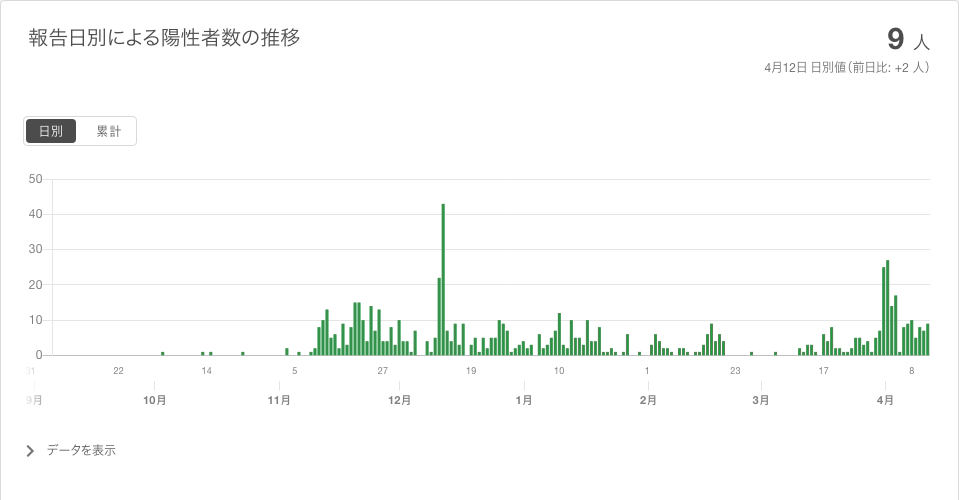 報告日別による陽性者数の推移
9 人
4月12日 日別値（前日比: +2 人）
日別 累計
50
40
30
20
10
0
31 22 14 5 27 19 10 1 23 17 8
9月 10月 11月 12月 1月 2月 3月 4月
データを表示